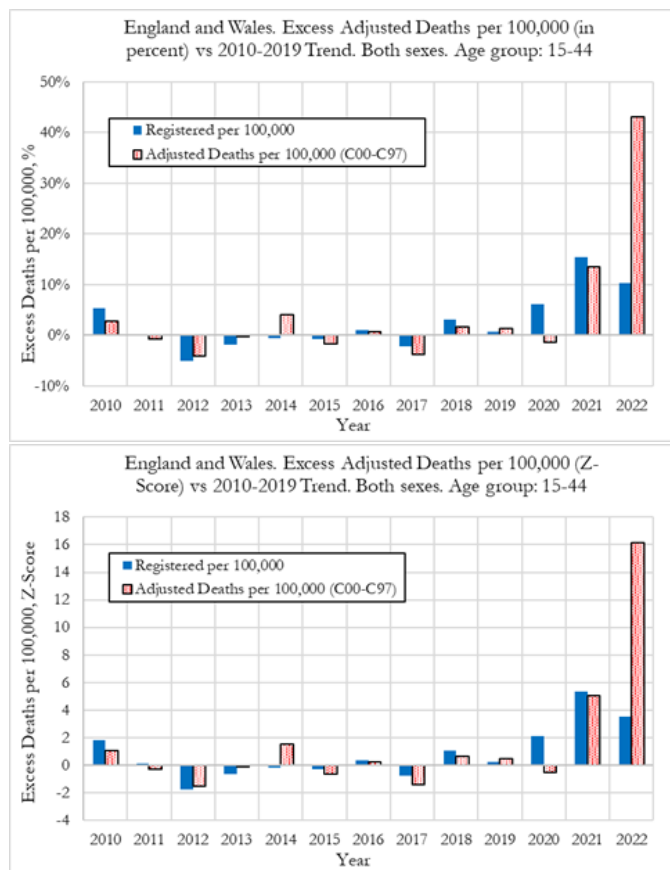 England and Wales. Excess Adjusted Deaths per 100,000 (in
percent) vs 2010-2019 Trend. Both sexes. Age group: 15-44
50%
40%
30%
20%
10%
0%
-10%
Excess Deaths per 100,000, %
Registered per 100,000
Adjusted Deaths per 100,000 (C00-C97)
2010 2011 2012 2013 2014 2015 2016 2017 2018 2019 2020 2021 2022
Year
England and Wales. Excess Adjusted Deaths per 100,000 (Z-
Score) vs 2010-2019 Trend. Both sexes. Age group: 15-44
18
16
14
12
10
8
6
4
2
0
-2
-4
Excess Deaths per 100,000, Z-Score
Registered per 100,000
Adjusted Deaths per 100,000 (C00-C97)
2010 2011 2012 2013 2014 2015 2016 2017 2018 2019 2020 2021 2022
Year